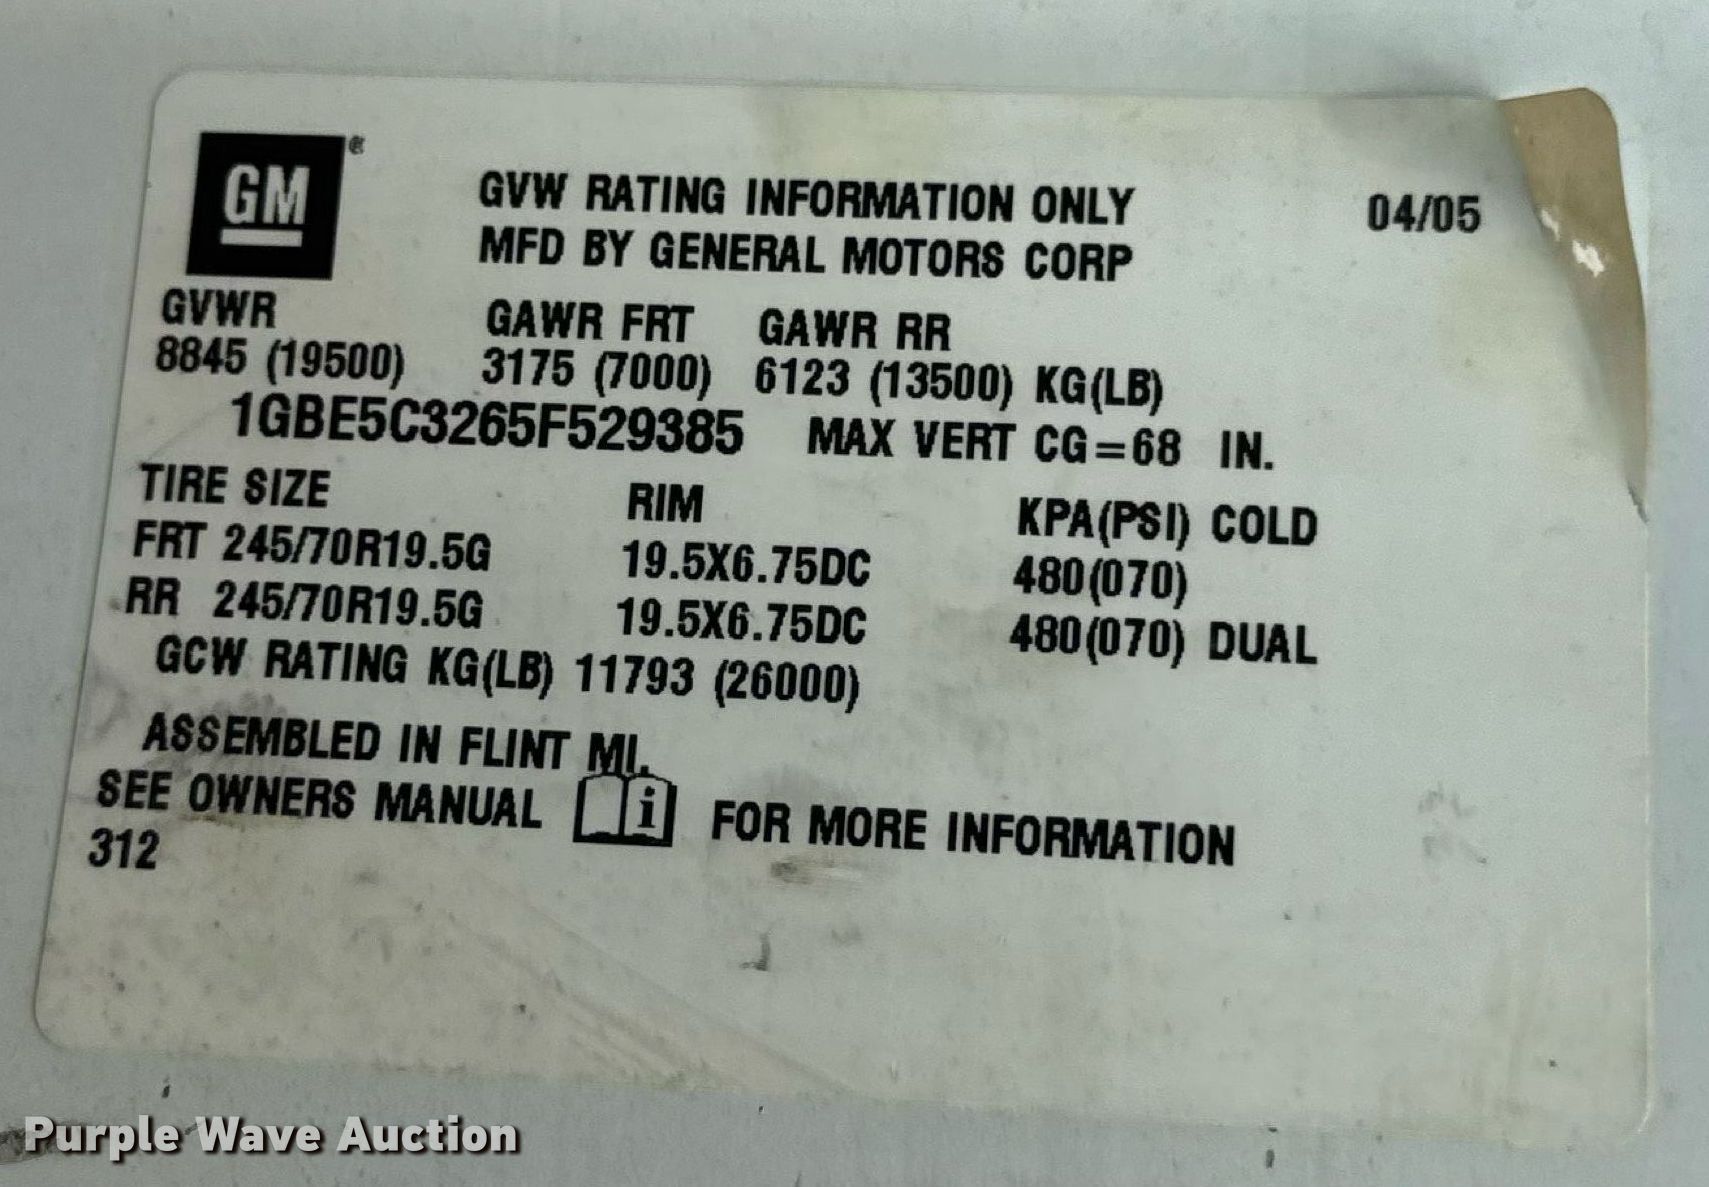 GM®
GVW RATING INFORMATION ONLY 04/05
MFD BY GENERAL MOTORS CORP
GVWR GAWR FRT GAWR RR
8845 (19500) 3175 (7000) 6123 (13500) KG(LB)
1GBE5C3265F529385 MAX VERT CG=68 IN.
TIRE SIZE RIM KPA(PSI) COLD
FRT 245/70R19.5G 19.5X6.75DC 480(070)
RR 245/70R19.5G 19.5X6.75DC 480(070) DUAL
GCW RATING KG(LB) 11793 (26000)
ASSEMBLED IN FLINT MI.
SEE OWNERS MANUAL i FOR MORE INFORMATION
312
Purple Wave Auction